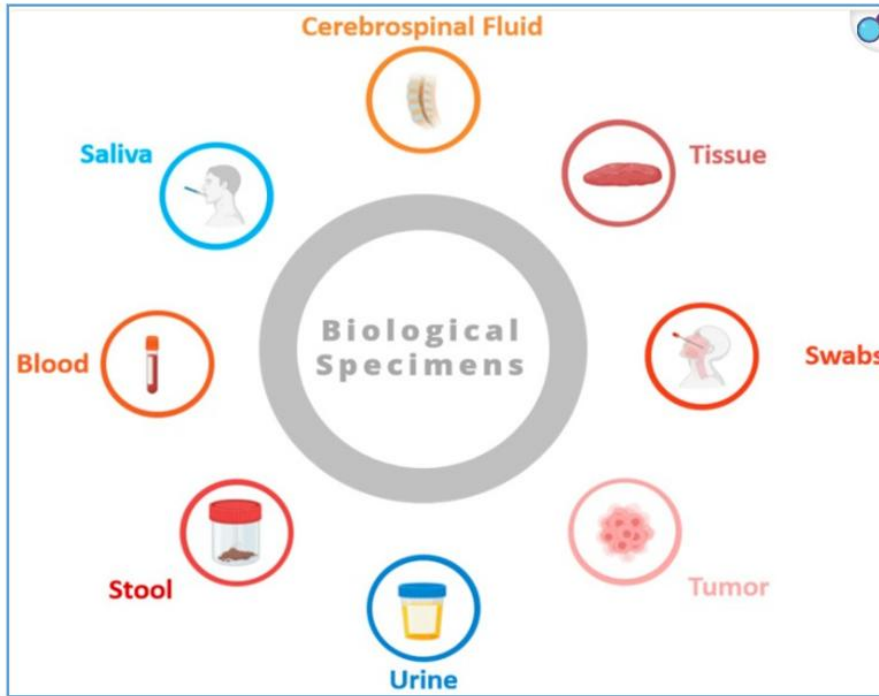 Cerebrospinal Fluid
Saliva
Tissue
Biological
Specimens
Blood
Swabs
Stool
Tumor
Urine